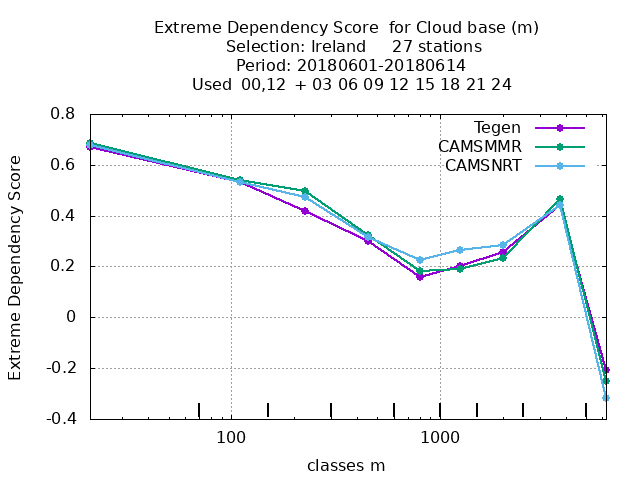 Extreme Dependency Score  for Cloud base (m)
Selection: Ireland     27 stations
Period: 20180601-20180614
Used  00,12  + 03 06 09 12 15 18 21 24
Extreme Dependency Score
0.8
0.6
0.4
0.2
0
-0.2
-0.4
Tegen
CAMSMMR
CAMSNRT
100
1000
classes m